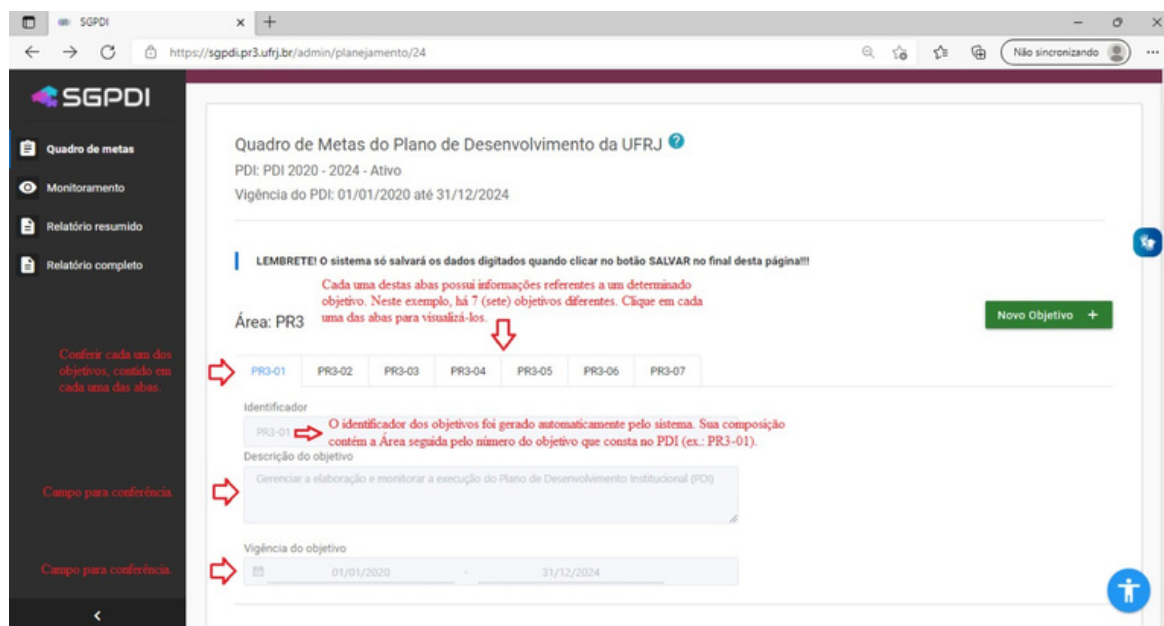 SGPDI
https://sgpdi.pr3.ufrj.br/admin/planejamento/24
Não sincronizando
SGPDI
Quadro de metas
Monitoramento
Relatório resumido
Relatório completo
Conferir cada um dos
objetivos, contido em
cada uma das abas.
Campo para conferência.
Campo para conferência.
Quadro de Metas do Plano de Desenvolvimento da UFRJ ?
PDI: PDI 2020 - 2024 - Ativo
Vigência do PDI: 01/01/2020 até 31/12/2024
LEMBRETE! O sistema só salvará os dados digitados quando clicar no botão SALVAR no final desta página!!!
Cada uma destas abas possui informações referentes a um determinado
objetivo. Neste exemplo, há 7 (sete) objetivos diferentes. Clique em cada
uma das abas para visualizá-los.
Área: PR3
Novo Objetivo +
PR3-01 PR3-02 PR3-03 PR3-04 PR3-05 PR3-06 PR3-07
Identificador
PR3-01
O identificador dos objetivos foi gerado automaticamente pelo sistema. Sua composição
contém a Área seguida pelo número do objetivo que consta no PDI (ex.: PR3-01).
Descrição do objetivo
Gerenciar a elaboração e monitorar a execução do Plano de Desenvolvimento Institucional (PDI)
Vigência do objetivo
01/01/2020 - 31/12/2024